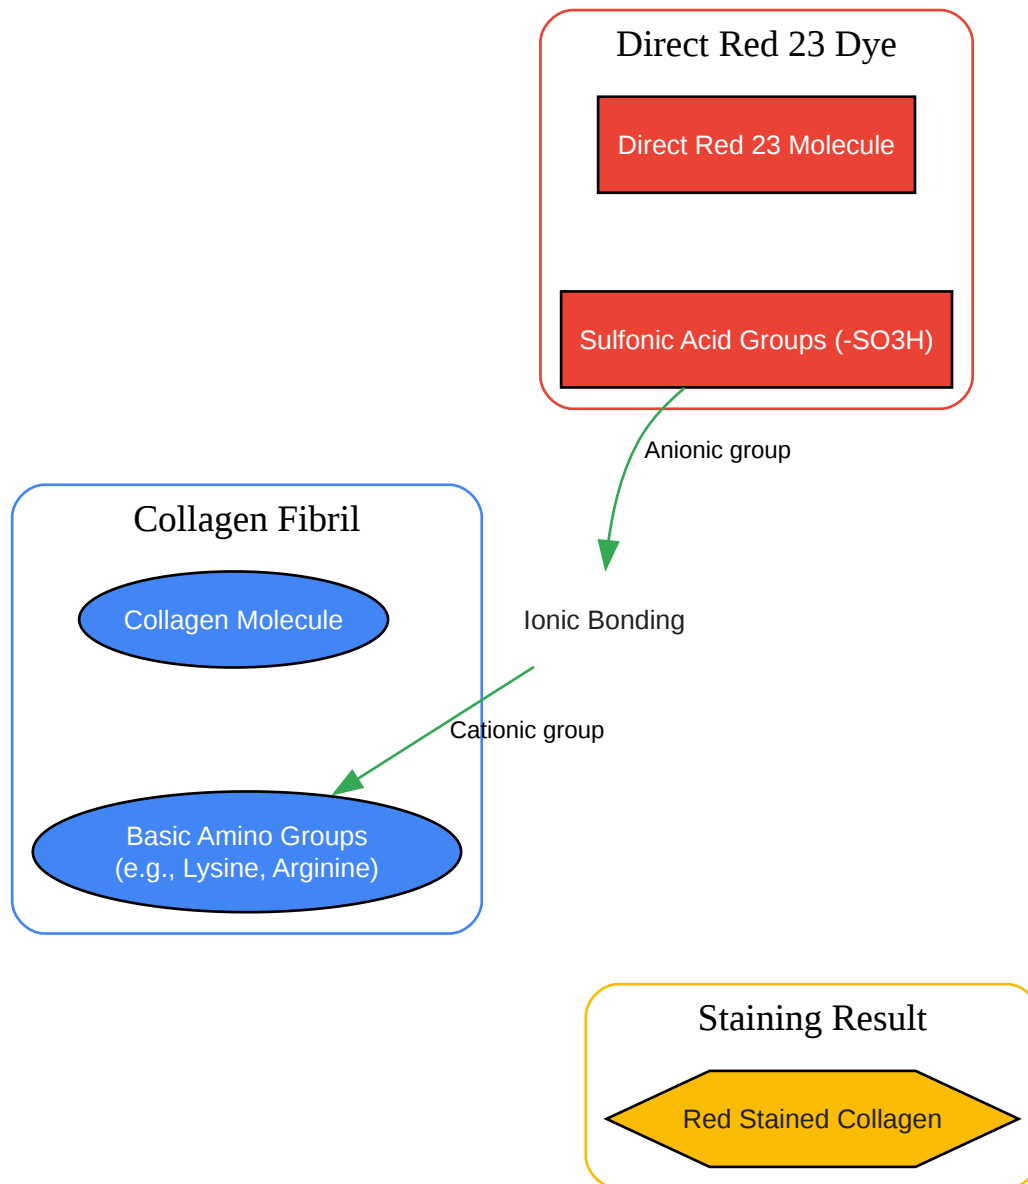 Direct Red 23 Dye
Direct Red 23 Molecule
Sulfonic Acid Groups (-SO3H)
Anionic group
Collagen Fibril
Collagen Molecule
Ionic Bonding
Cationic group
Basic Amino Groups
(e.g., Lysine, Arginine)
Staining Result
Red Stained Collagen